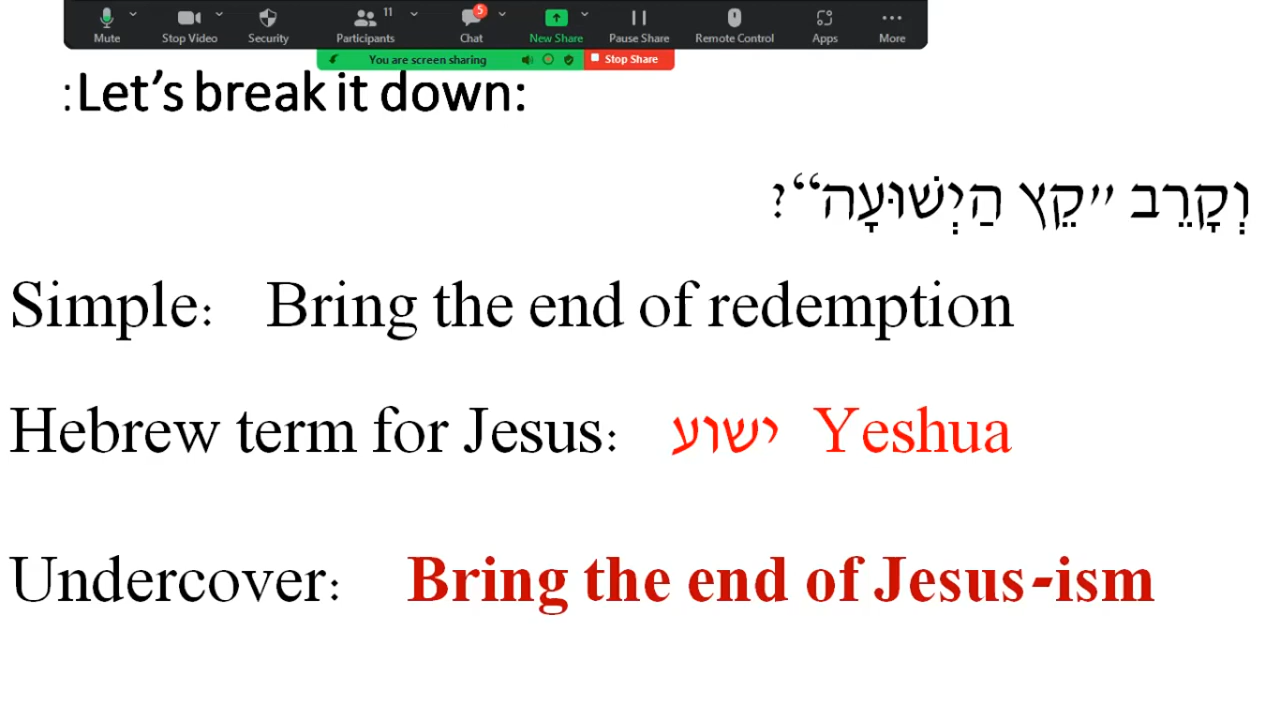 11 5
Mute Stop Video Security Participants Chat New Share Pause Share Remote Control Apps More
You are screen sharing Stop Share
:Let’s break it down:
וְקָרֵב ״קֵץ הַיְשׁוּעָה“?
Simple: Bring the end of redemption
Hebrew term for Jesus: ישוע Yeshua
Undercover: Bring the end of Jesus-ism